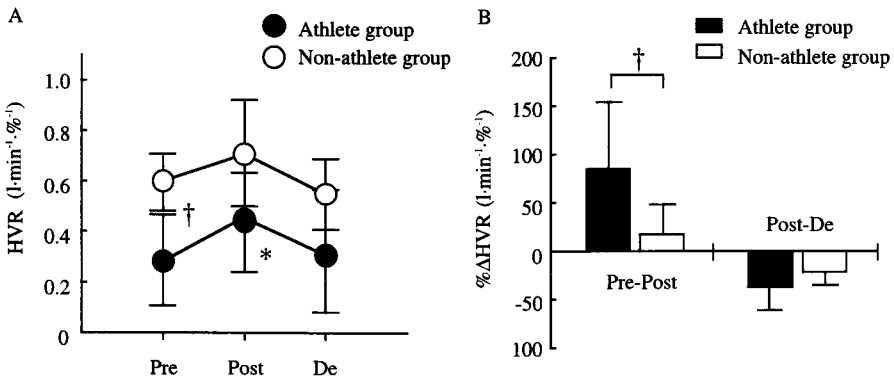 A
Athlete group
Non-athlete group
HVR (l·min⁻¹·%⁻¹)
1.0
0.8
0.6
0.4
0.2
0
†
*
Pre Post De
B
Athlete group
Non-athlete group
%ΔHVR (l·min⁻¹·%⁻¹)
200
150
100
50
0
-50
100
†
Post-De
Pre-Post